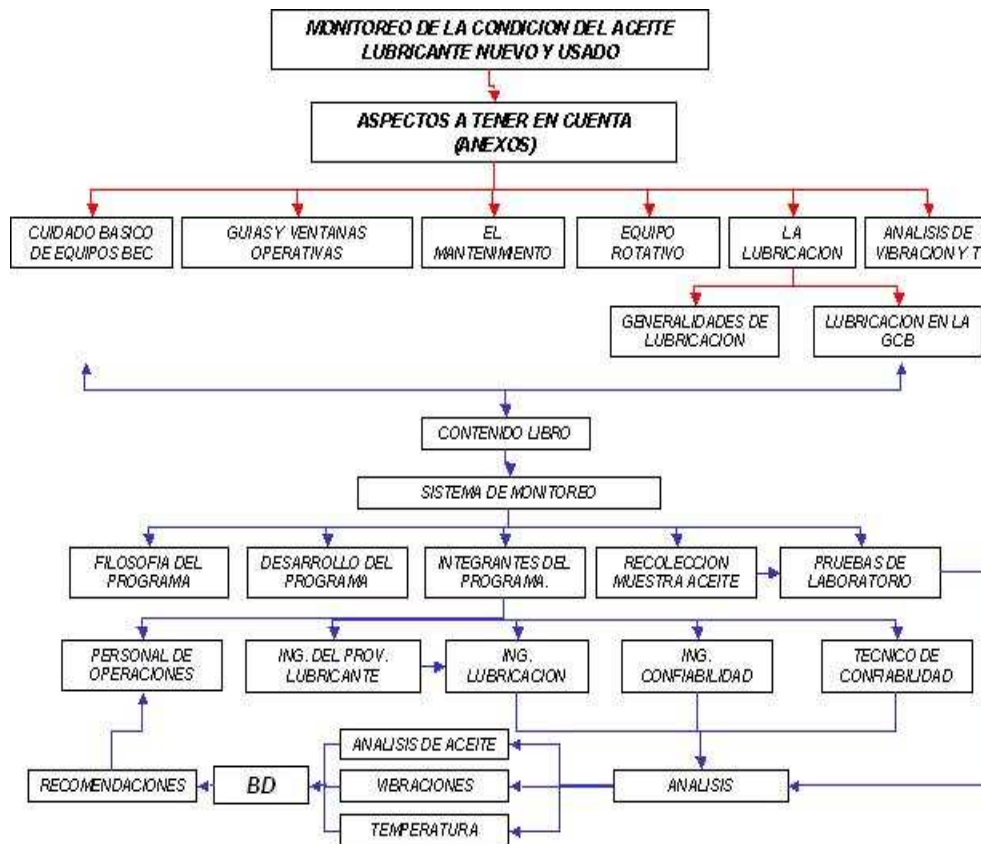 MONITOREO DE LA CONDICION DEL ACEITE
LUBRICANTE NUEVO Y USADO
ASPECTOS A TENER EN CUENTA
(ANEXOS)
CUIDADO BASICO
DE EQUIPOS BEC
GUIAS Y VENTANAS
OPERATIVAS
EL
MANTENIMIENTO
EQUIPO
ROTATIVO
LA
LUBRICACION
ANALISIS DE
VIBRACION Y T
GENERALIDADES DE
LUBRICACION
LUBRICACION EN LA
GCB
CONTENIDO LIBRO
SISTEMA DE MONITOREO
FILOSOFIA DEL
PROGRAMA
DESARROLLO DEL
PROGRAMA
INTEGRANTES DEL
PROGRAMA.
RECOLECCION
MUESTRA ACEITE
PRUEBAS DE
LABORATORIO
PERSONAL DE
OPERACIONES
ING. DEL PROV.
LUBRICANTE
ING.
LUBRICACION
ING.
CONFIABILIDAD
TECNICO DE
CONFIABILIDAD
ANALISIS DE ACEITE
RECOMENDACIONES
BD
VIBRACIONES
ANALISIS
TEMPERATURA